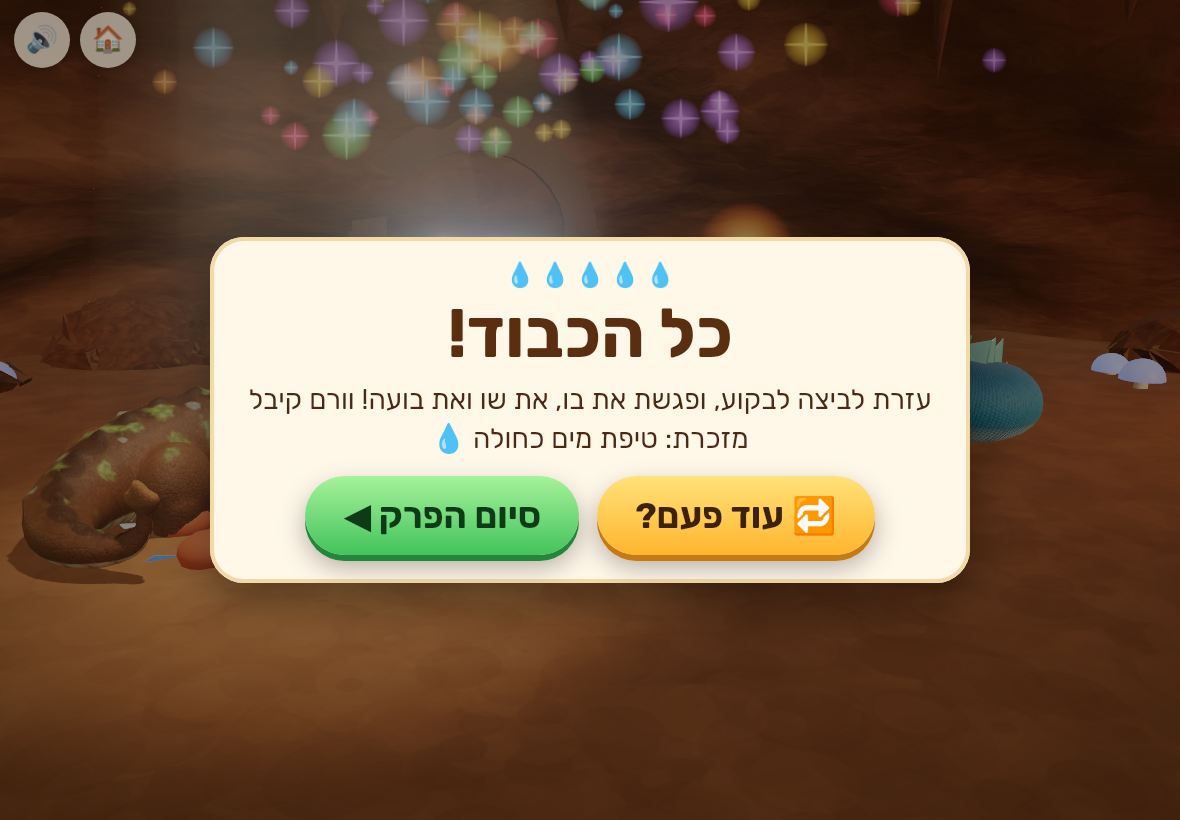 כל הכבוד!
עזרת לביצה לבקוע, ופגשת את בו, את שו ואת בועה! וורם קיבל
מזכרת: טיפת מים כחולה 💧
🔁 עוד פעם?
סיום הפרק ◀